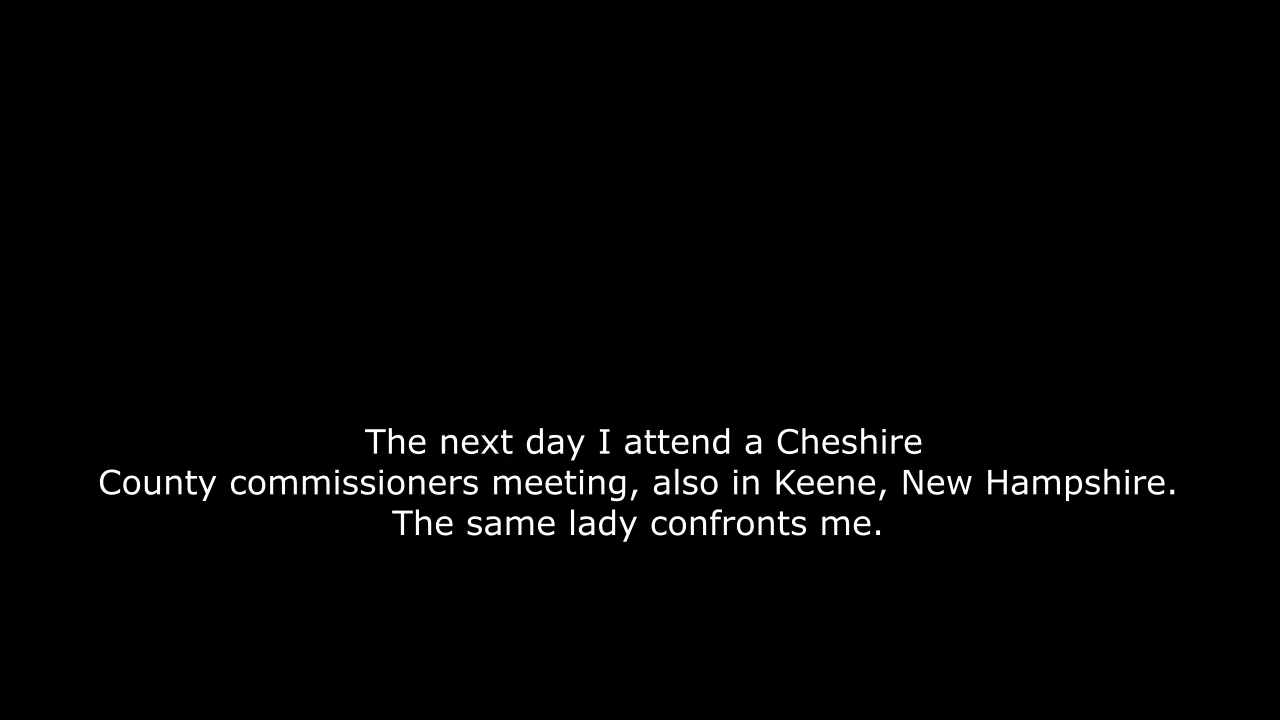 The next day I attend a Cheshire
County commissioners meeting, also in Keene, New Hampshire.
The same lady confronts me.